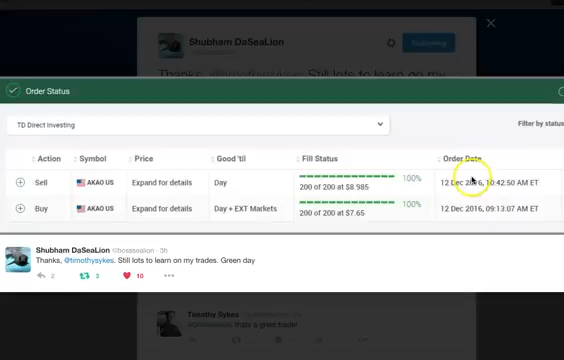 Shubham DaSeaLion
Following
Thanks, @timothysykes. Still lots to learn on my
Order Status
TD Direct Investing
Filter by status
Action Symbol Price Good 'til Fill Status Order Date
Sell AKAO US Expand for details Day 200 of 200 at $8.985 100% 12 Dec 2016, 10:42:50 AM ET
Buy AKAO US Expand for details Day + EXT Markets 200 of 200 at $7.65 100% 12 Dec 2016, 09:13:07 AM ET
Shubham DaSeaLion @bosssealion · 3h
Thanks, @timothysykes. Still lots to learn on my trades. Green day
2 3 10
Timothy Sykes
thats a great trade!